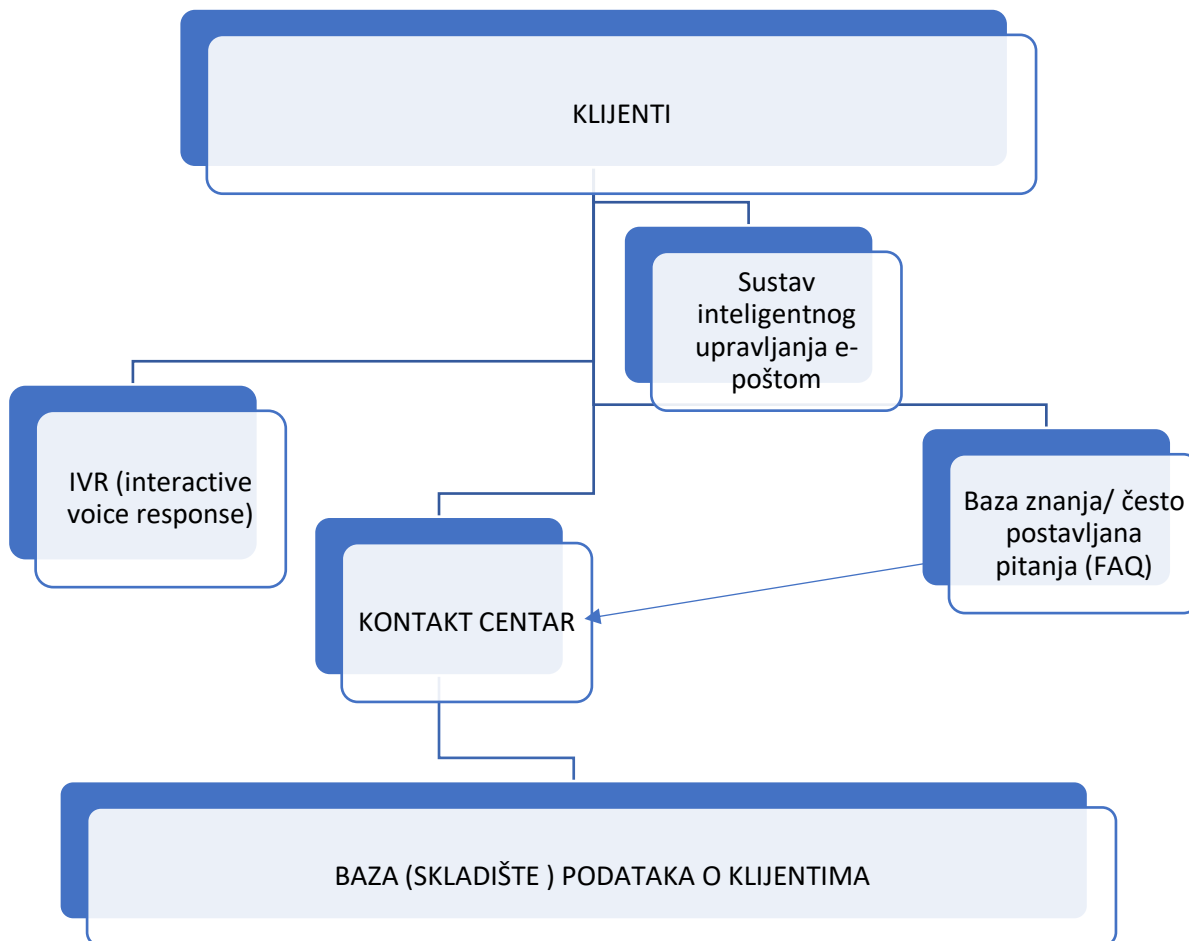 KLIJENTI
Sustav
inteligentnog
upravljanja e-
poštom
IVR (interactive
voice response)
Baza znanja/ često
postavljana
pitanja (FAQ)
KONTAKT CENTAR
BAZA (SKLADIŠTE ) PODATAKA O KLIJENTIMA